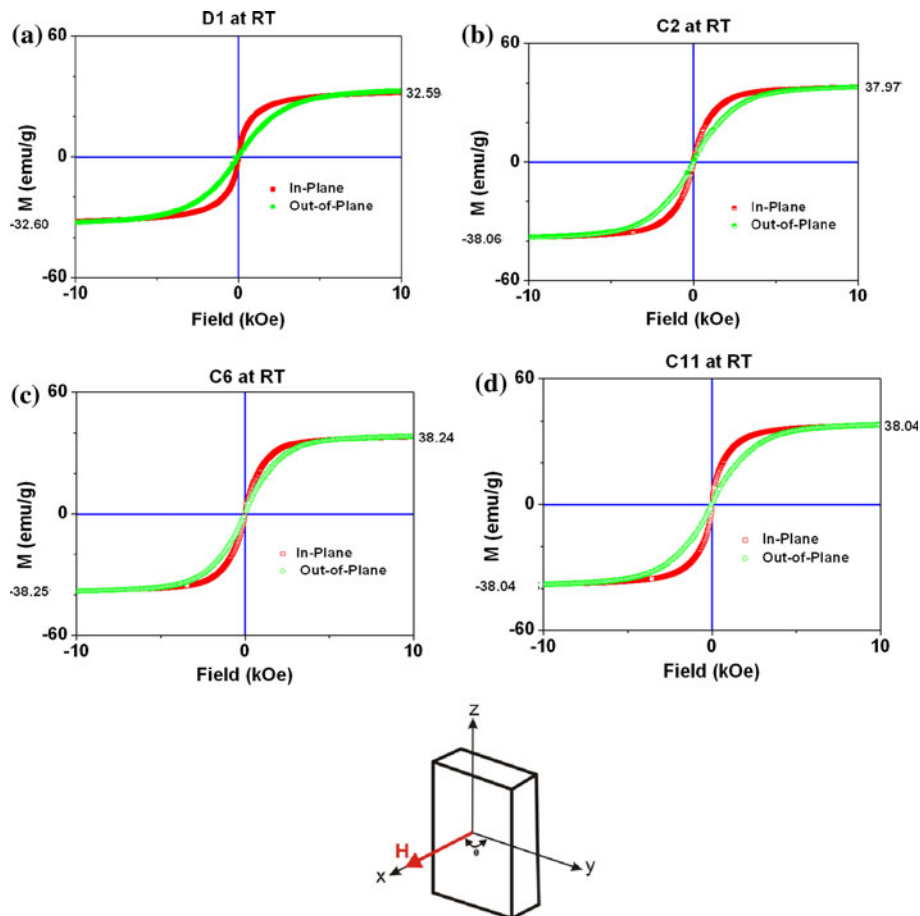 (a)
D1 at RT
60
0
-60
32.59
-32.60
M (emu/g)
In-Plane
Out-of-Plane
-10
0
10
Field (kOe)
(b)
C2 at RT
60
0
-60
37.97
-38.06
M (emu/g)
In-Plane
Out-of-Plane
-10
0
10
Field (kOe)
(c)
C6 at RT
60
0
-60
38.24
-38.25
M (emu/g)
In-Plane
Out-of-Plane
-10
0
10
Field (kOe)
(d)
C11 at RT
60
0
-60
38.04
-38.04
M (emu/g)
In-Plane
Out-of-Plane
-10
0
10
Field (kOe)
z
H
x
θ
y